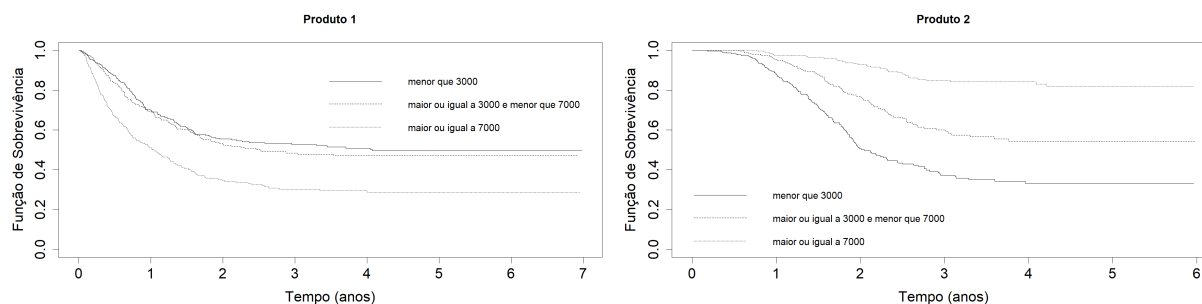 Produto 1
Função de Sobrevivência
1.0
0.8
0.6
0.4
0.2
0.0
menor que 3000
maior ou igual a 3000 e menor que 7000
maior ou igual a 7000
0 1 2 3 4 5 6 7
Tempo (anos)
Produto 2
Função de Sobrevivência
1.0
0.8
0.6
0.4
0.2
0.0
menor que 3000
maior ou igual a 3000 e menor que 7000
maior ou igual a 7000
0 1 2 3 4 5 6
Tempo (anos)